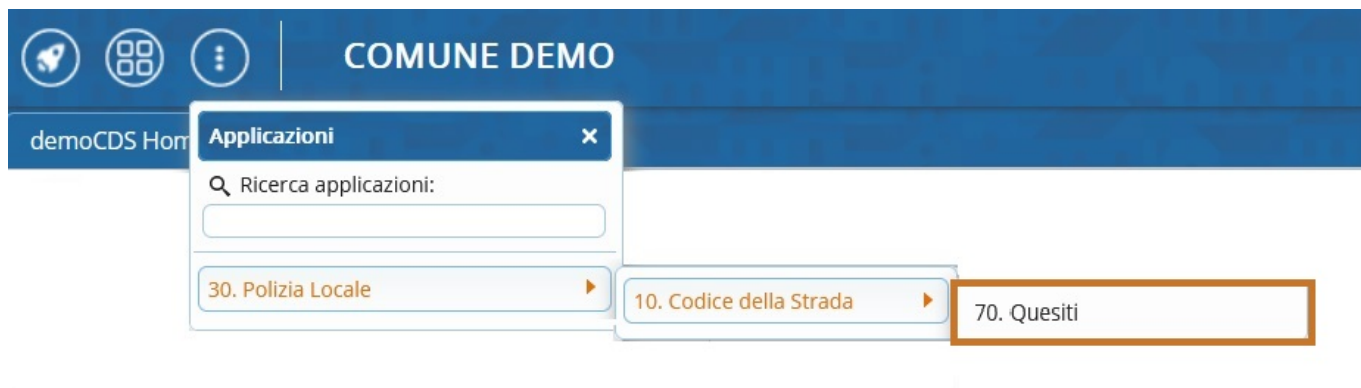 COMUNE DEMO
demoCDS Hom
Applicazioni
Ricerca applicazioni:
30. Polizia Locale
10. Codice della Strada
70. Quesiti